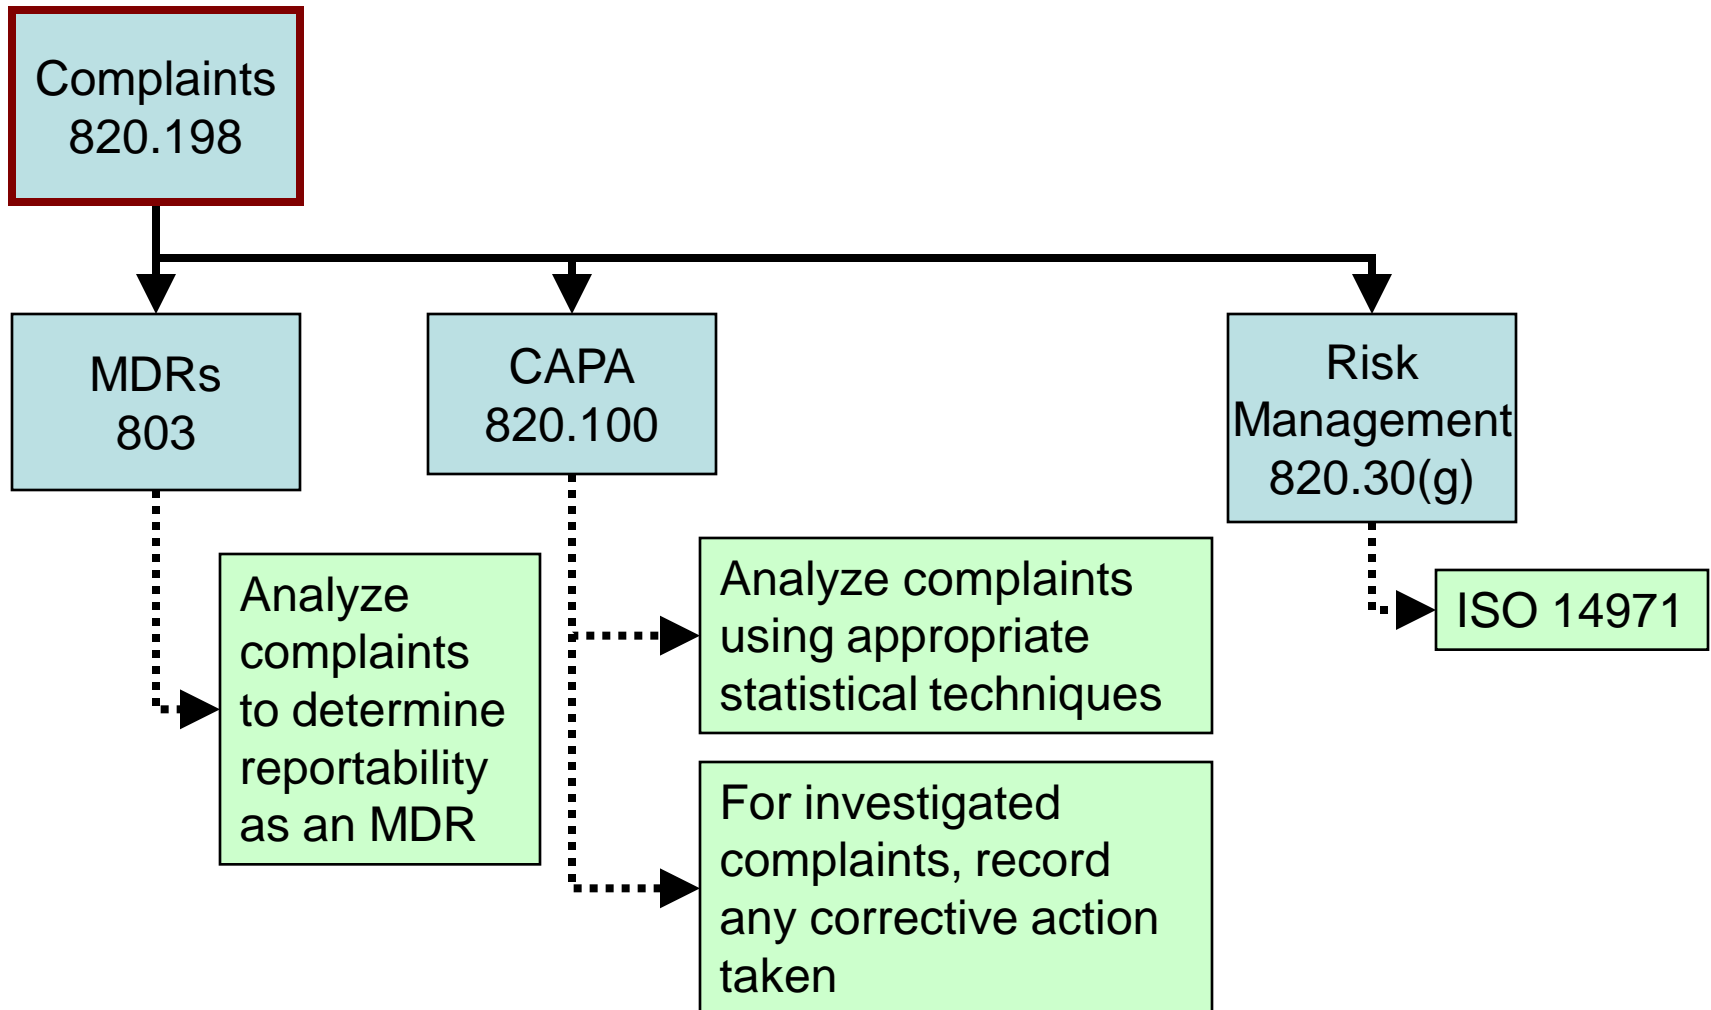 Complaints
820.198
MDRs
803
CAPA
820.100
Risk
Management
820.30(g)
Analyze
complaints
to determine
reportability
as an MDR
Analyze complaints
using appropriate
statistical techniques
For investigated
complaints, record
any corrective action
taken
ISO 14971